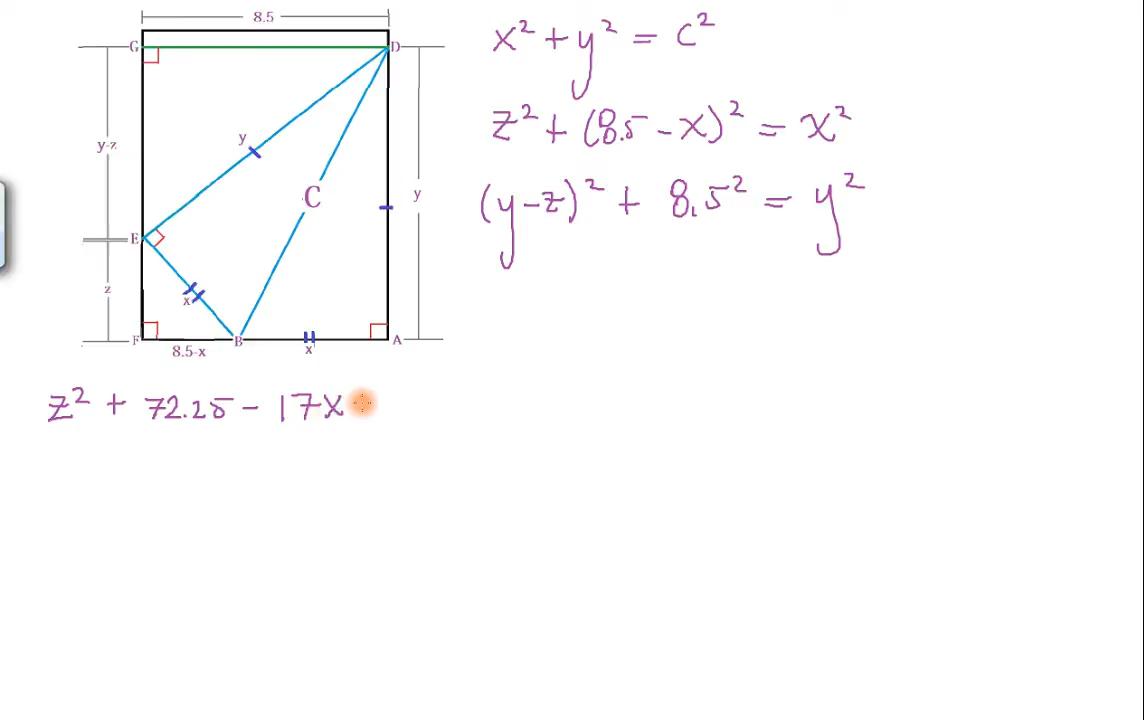 8.5
G
D
x² + y² = c²
z² + (8.5 - x)² = x²
y
y-z
C
y
(y-z)² + 8.5² = y²
E
z
x
F
B
A
8.5-x
x
z² + 72.25 - 17x